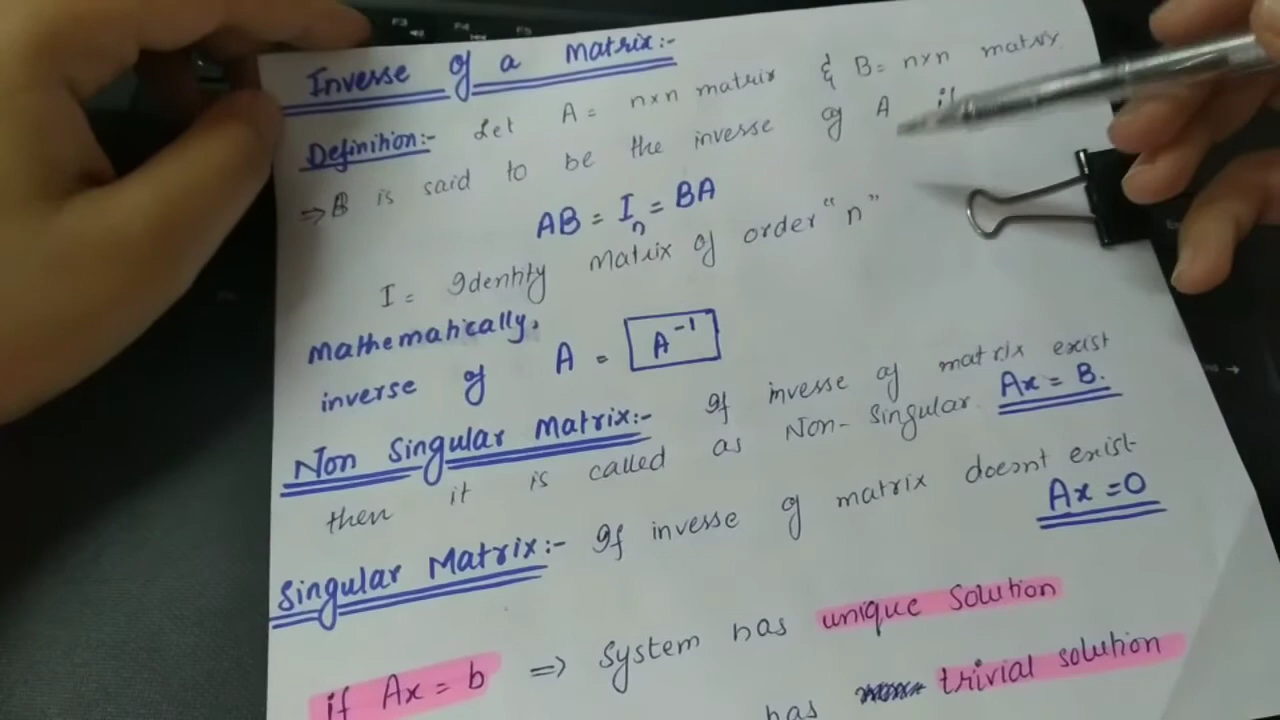 Inverse of a Matrix:-
Definition:- Let A = n×n matrix & B = n×n matrix
⇒ B is said to be the inverse of A if
AB = Iₙ = BA
I = Identity matrix of order "n"
Mathematically,
inverse of A = A⁻¹
Non Singular Matrix:- If inverse of matrix exist
then it is called as Non-Singular Ax = B.
Singular Matrix:- If inverse of matrix doesnt exist
Ax = 0
if Ax = b ⇒ System has unique solution
has trivial solution